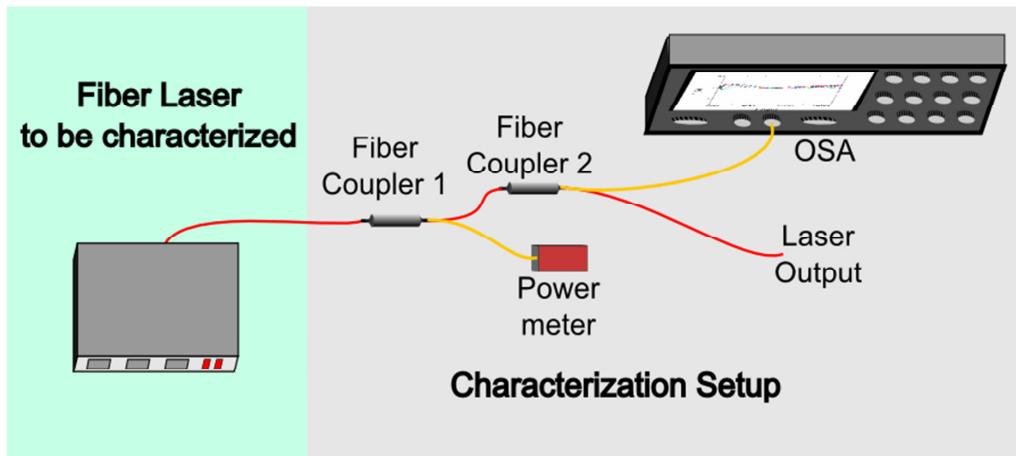 Fiber Laser
to be characterized
Fiber
Coupler 1
Fiber
Coupler 2
OSA
Laser
Output
Power
meter
Characterization Setup